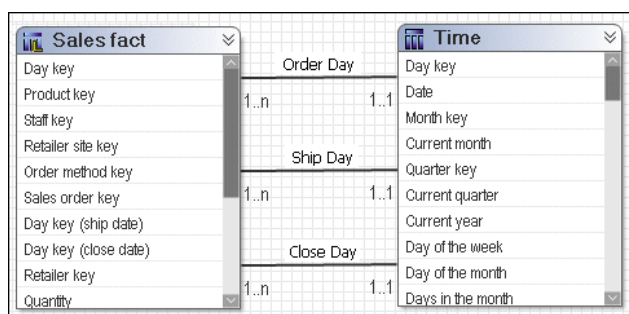 Sales fact
Day key
Product key
Staff key
Retailer site key
Order method key
Sales order key
Day key (ship date)
Day key (close date)
Retailer key
Quantity
Order Day
1..n
1..1
Ship Day
1..n
1..1
Close Day
1..n
1..1
Time
Day key
Date
Month key
Current month
Quarter key
Current quarter
Current year
Day of the week
Day of the month
Days in the month